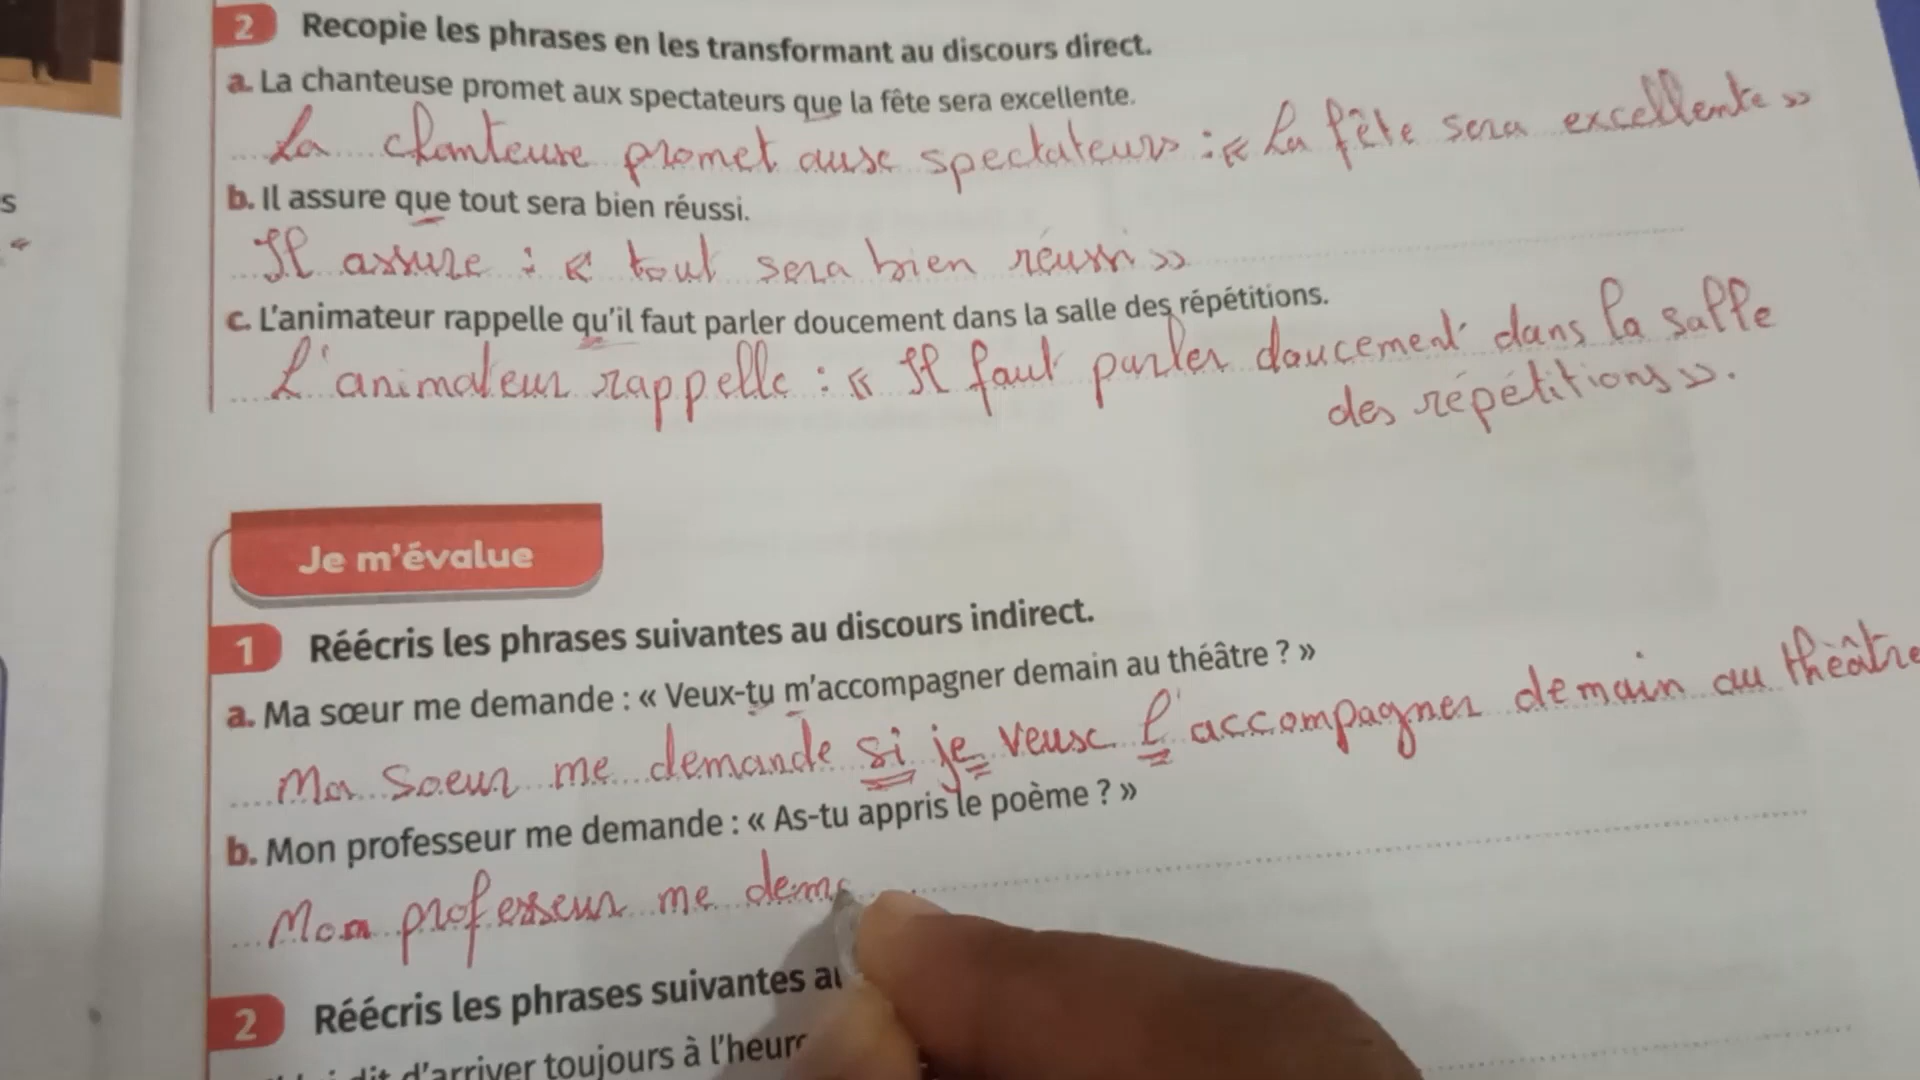 2 Recopie les phrases en les transformant au discours direct.
a. La chanteuse promet aux spectateurs que la fête sera excellente.
La chanteuse promet aux spectateurs : « La fête sera excellente »
b. Il assure que tout sera bien réussi.
Il assure : « tout sera bien réussi »
c. L'animateur rappelle qu'il faut parler doucement dans la salle des répétitions.
L'animateur rappelle : « Il faut parler doucement dans la salle
des répétitions ».
Je m'évalue
1 Réécris les phrases suivantes au discours indirect.
a. Ma sœur me demande : « Veux-tu m'accompagner demain au théâtre ? »
Ma soeur me demande si je veux l'accompagner demain au théâtre
b. Mon professeur me demande : « As-tu appris le poème ? »
Mon professeur me dema
2 Réécris les phrases suivantes au
dit d'arriver toujours à l'heure
s